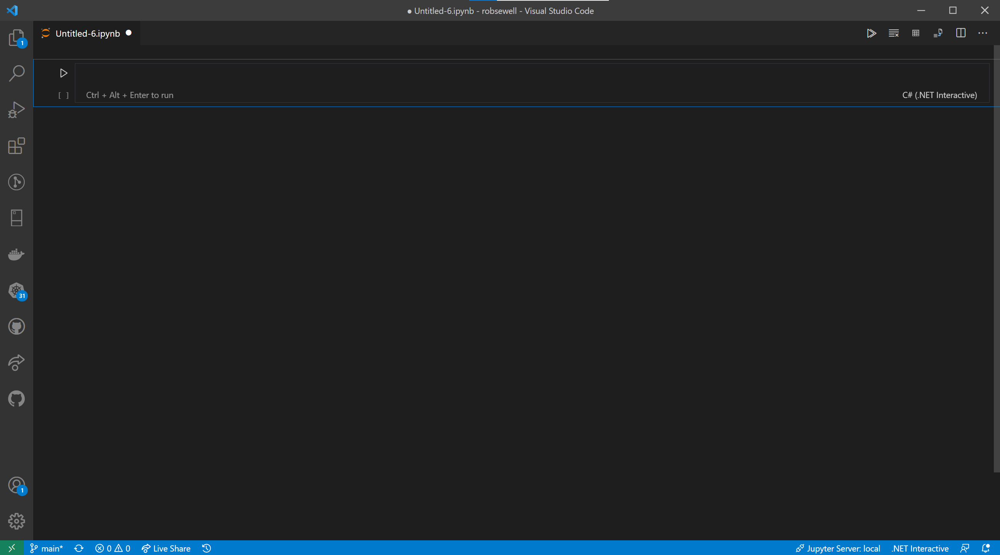 ● Untitled-6.ipynb - robsewell - Visual Studio Code
Untitled-6.ipynb
1
[ ]
Ctrl + Alt + Enter to run
C# (.NET Interactive)
31
1
main*
0
0
Live Share
Jupyter Server: local
.NET Interactive